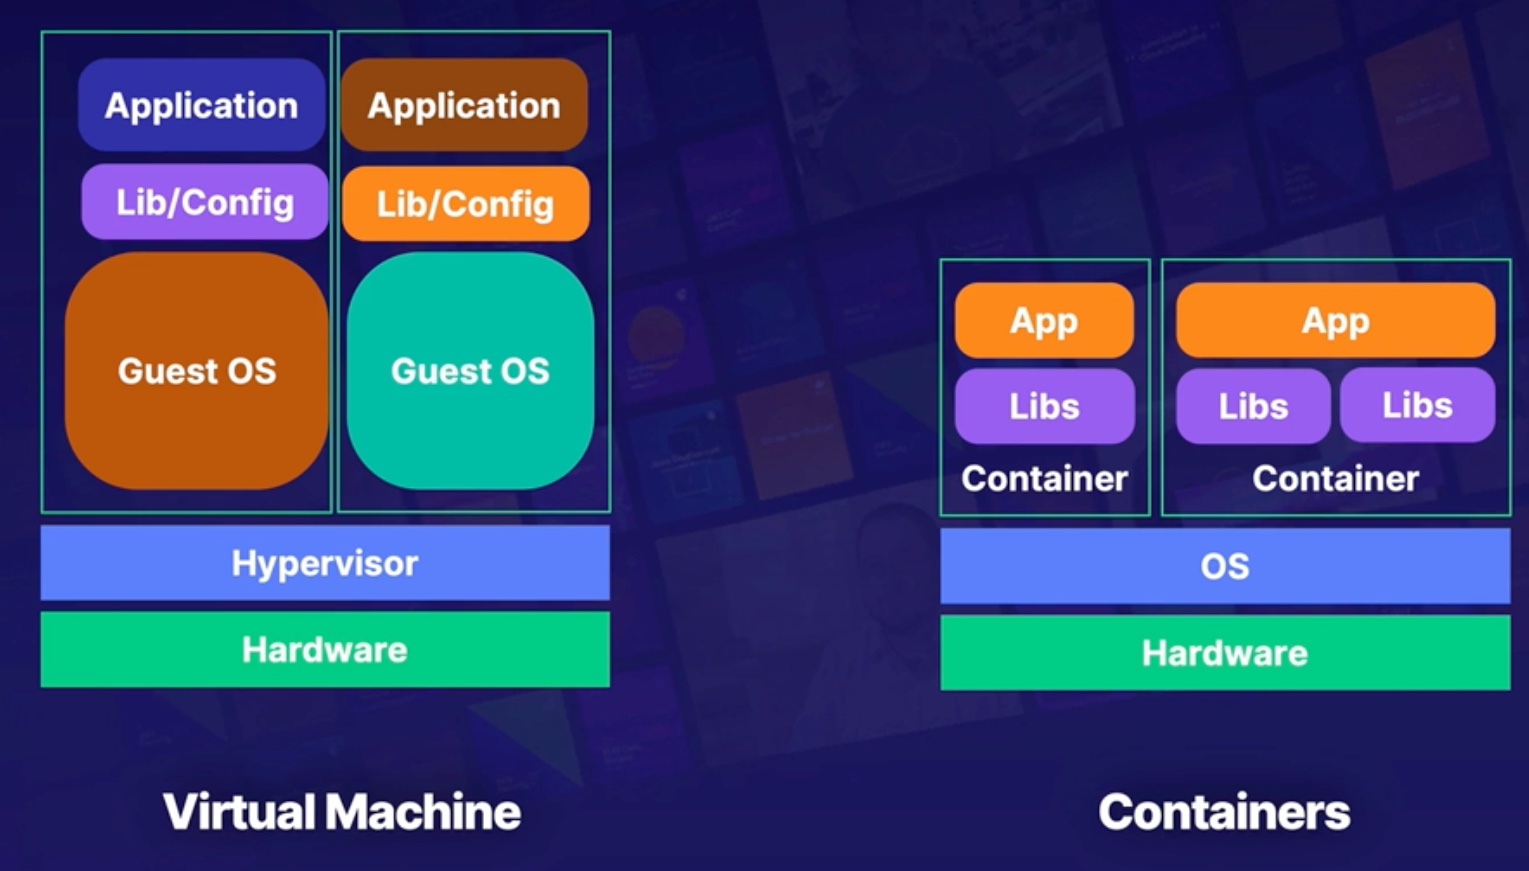 Application
Lib/Config
Guest OS
Application
Lib/Config
Guest OS
Hypervisor
Hardware
Virtual Machine
App
Libs
Container
App
Libs Libs
Container
OS
Hardware
Containers